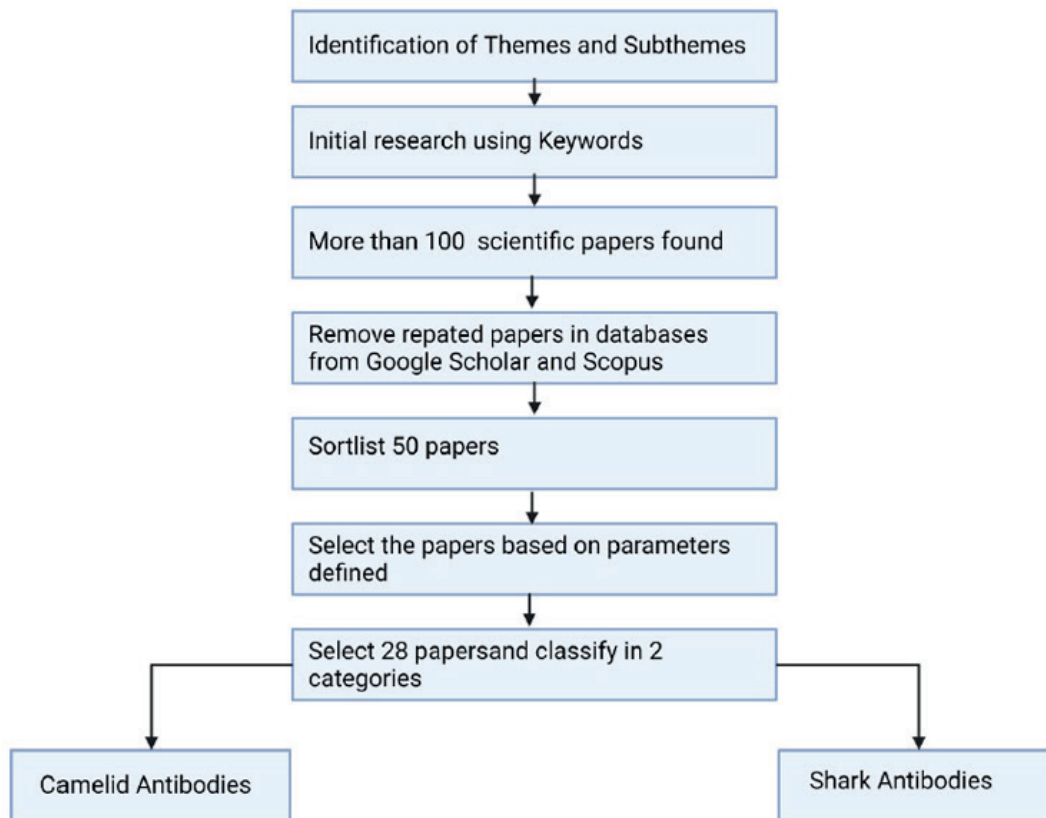 Identification of Themes and Subthemes
Initial research using Keywords
More than 100  scientific papers found
Remove repated papers in databases
from Google Scholar and Scopus
Sortlist 50 papers
Select the papers based on parameters
defined
Select 28 papersand classify in 2
categories
Camelid Antibodies
Shark Antibodies